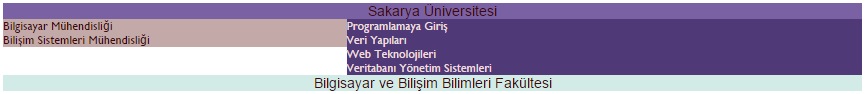 Sakarya Üniversitesi
Bilgisayar Mühendisliği
Bilişim Sistemleri Mühendisliği
Programlamaya Giriş
Veri Yapıları
Web Teknolojileri
Veritabanı Yönetim Sistemleri
Bilgisayar ve Bilişim Bilimleri Fakültesi